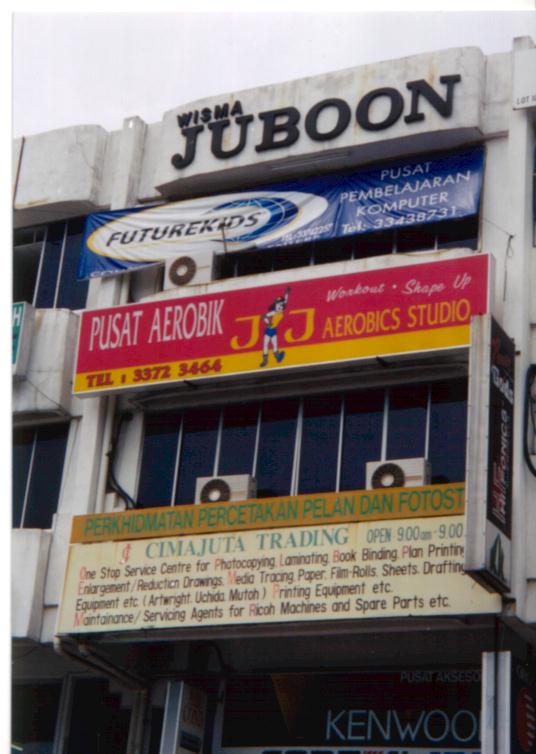 WISMA
JUBOON
FUTUREKIDS
PUSAT
PEMBELAJARAN
KOMPUTER
Tel: 33438731
Workout • Shape Up
PUSAT AEROBIK JJ AEROBICS STUDIO
TEL : 3372 3464
PERKHIDMATAN PERCETAKAN PELAN DAN FOTOST
CIMAJUTA TRADING OPEN 9.00am - 9.00
One Stop Service Centre for Photocopying, Laminating, Book Binding, Plan Printing
Enlargement/Reduction Drawings, Media Tracing, Paper, Film-Rolls, Sheets, Drafting
Equipment etc. (Artwright, Uchida, Mutoh) Printing Equipment etc.
Maintainance/Servicing Agents for Ricoh Machines and Spare Parts etc.
PUSAT AKSESO
KENWOO